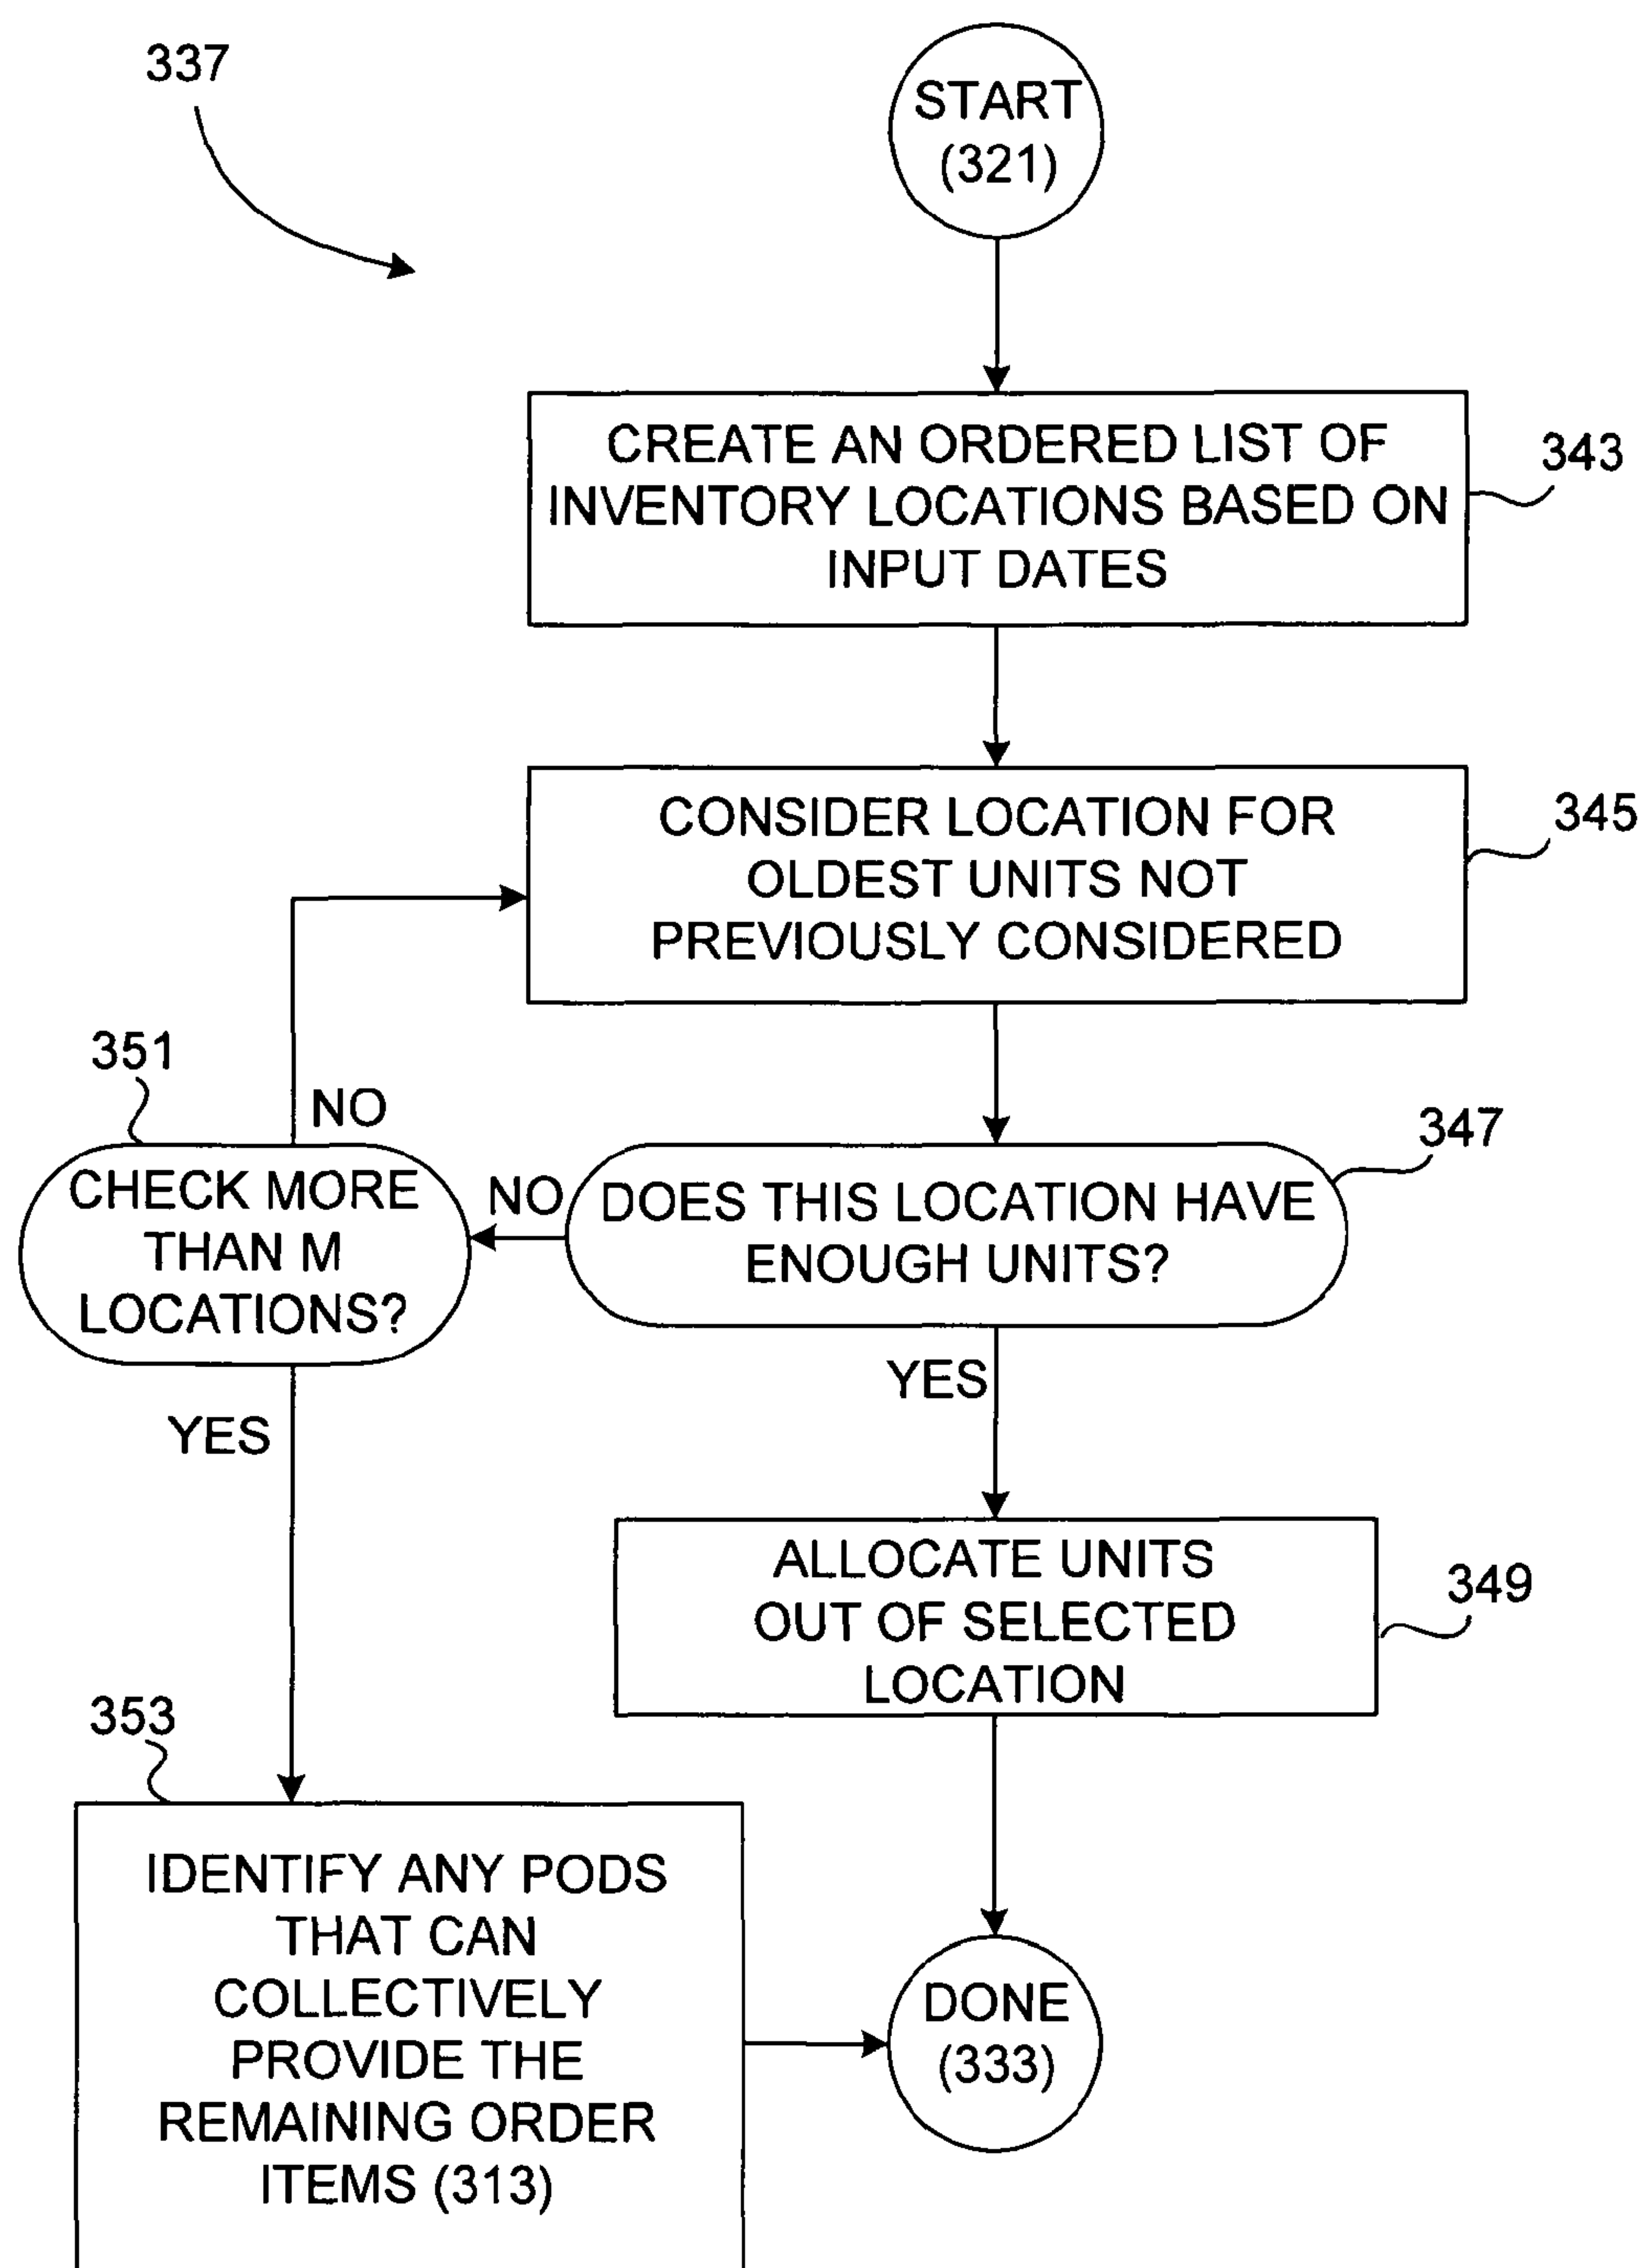 337
START
(321)
CREATE AN ORDERED LIST OF
INVENTORY LOCATIONS BASED ON
INPUT DATES
343
CONSIDER LOCATION FOR
OLDEST UNITS NOT
PREVIOUSLY CONSIDERED
345
351
NO
CHECK MORE
THAN M
LOCATIONS?
NO
DOES THIS LOCATION HAVE
ENOUGH UNITS?
347
YES
YES
ALLOCATE UNITS
OUT OF SELECTED
LOCATION
349
353
IDENTIFY ANY PODS
THAT CAN
COLLECTIVELY
PROVIDE THE
REMAINING ORDER
ITEMS (313)
DONE
(333)